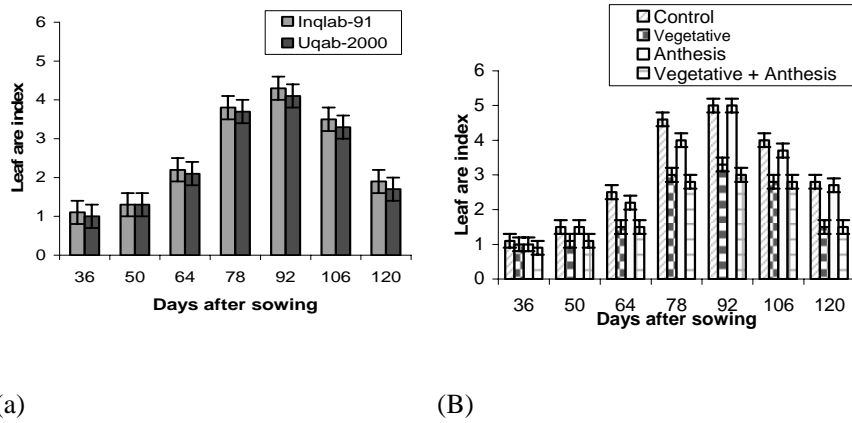 Inqlab-91
Uqab-2000
6
5
4
3
2
1
0
Leaf are index
36 50 64 78 92 106 120
Days after sowing
(a)
Control
Vegetative
Anthesis
Vegetative + Anthesis
6
5
4
3
2
1
0
Leaf are index
36 50 64 78 92 106 120
Days after sowing
(B)